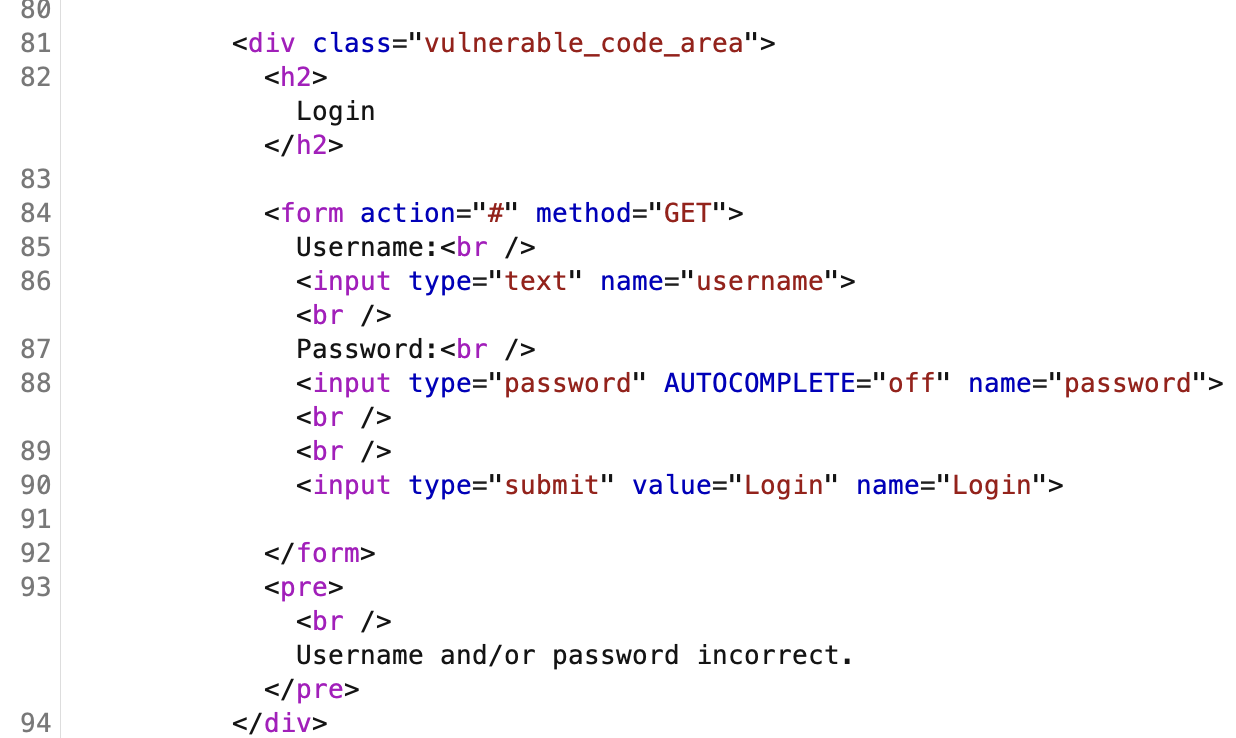 80
81 <div class="vulnerable_code_area">
82 <h2>
Login
</h2>
83
84 <form action="#" method="GET">
85 Username:<br />
86 <input type="text" name="username">
<br />
87 Password:<br />
88 <input type="password" AUTOCOMPLETE="off" name="password">
<br />
89 <br />
90 <input type="submit" value="Login" name="Login">
91
92 </form>
93 <pre>
<br />
Username and/or password incorrect.
</pre>
94 </div>